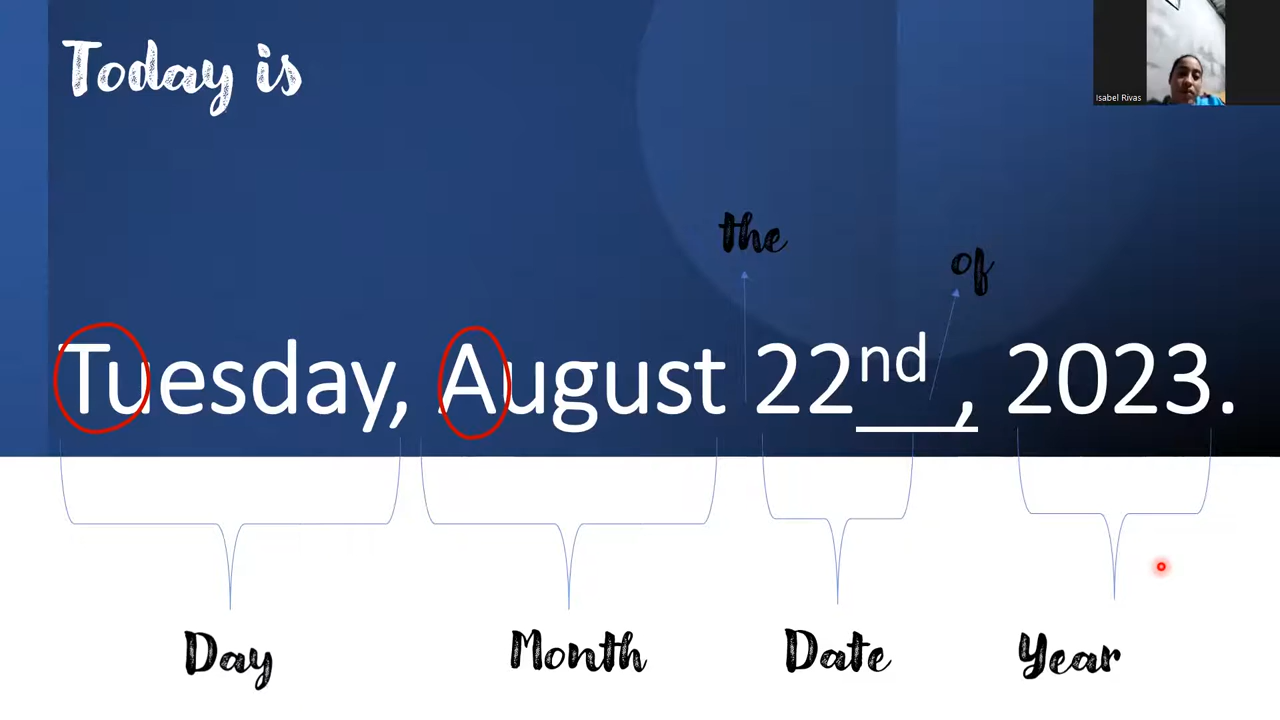 Today is
Isabel Rivas
the
of
Tuesday, August 22nd, 2023.
Day Month Date Year